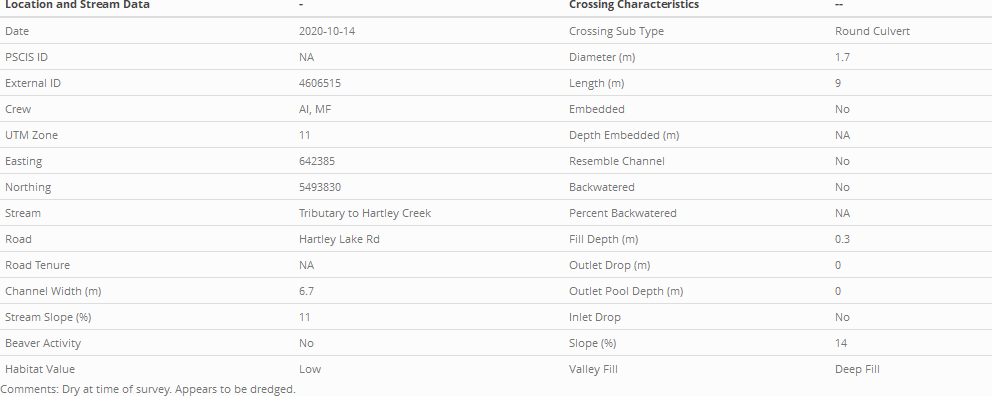 Location and Stream Data - Crossing Characteristics --
Date 2020-10-14 Crossing Sub Type Round Culvert
PSCIS ID NA Diameter (m) 1.7
External ID 4606515 Length (m) 9
Crew AI, MF Embedded No
UTM Zone 11 Depth Embedded (m) NA
Easting 642385 Resemble Channel No
Northing 5493830 Backwatered No
Stream Tributary to Hartley Creek Percent Backwatered NA
Road Hartley Lake Rd Fill Depth (m) 0.3
Road Tenure NA Outlet Drop (m) 0
Channel Width (m) 6.7 Outlet Pool Depth (m) 0
Stream Slope (%) 11 Inlet Drop No
Beaver Activity No Slope (%) 14
Habitat Value Low Valley Fill Deep Fill
Comments: Dry at time of survey. Appears to be dredged.